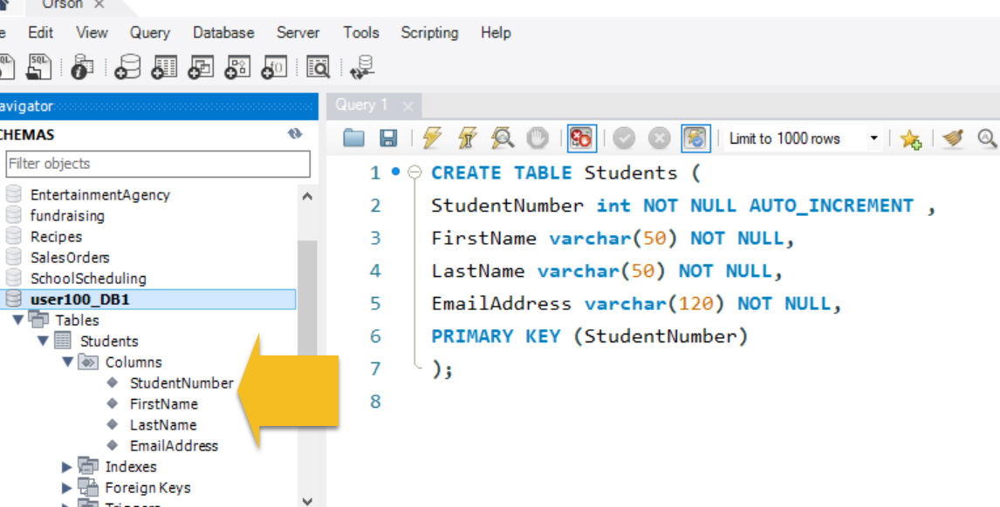 Orson ×
Edit View Query Database Server Tools Scripting Help
SQL
Query 1 ×
SQL
Limit to 1000 rows
Filter objects
EntertainmentAgency
fundraising
Recipes
SalesOrders
SchoolScheduling
user100_DB1
Tables
Students
Columns
StudentNumber
FirstName
LastName
EmailAddress
Indexes
Foreign Keys
1 CREATE TABLE Students (
2 StudentNumber int NOT NULL AUTO_INCREMENT ,
3 FirstName varchar(50) NOT NULL,
4 LastName varchar(50) NOT NULL,
5 EmailAddress varchar(120) NOT NULL,
6 PRIMARY KEY (StudentNumber)
7 );
8